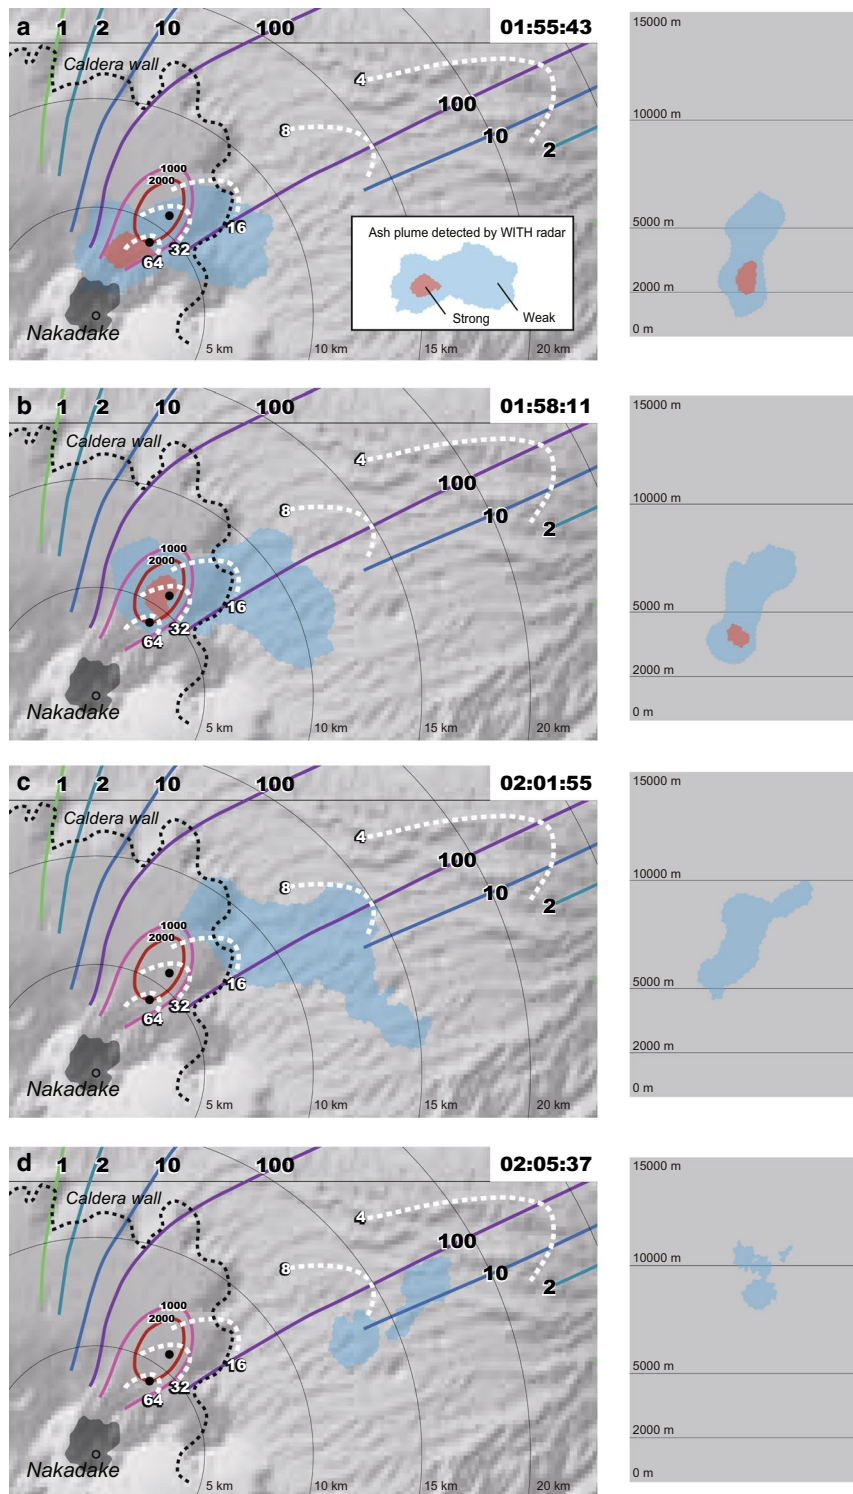 a
1
2
10
100
01:55:43
Caldera wall
4
100
8
10
2
1000
2000
16
32
64
Ash plume detected by WITH radar
Strong
Weak
Nakadake
5 km
10 km
15 km
20 km
15000 m
10000 m
5000 m
2000 m
0 m
b
1
2
10
100
01:58:11
Caldera wall
4
100
8
10
2
1000
2000
16
32
64
Nakadake
5 km
10 km
15 km
20 km
15000 m
10000 m
5000 m
2000 m
0 m
c
1
2
10
100
02:01:55
Caldera wall
4
100
8
10
2
1000
2000
16
32
64
Nakadake
5 km
10 km
15 km
20 km
15000 m
10000 m
5000 m
2000 m
0 m
d
1
2
10
100
02:05:37
Caldera wall
4
100
8
10
2
1000
2000
16
32
64
Nakadake
5 km
10 km
15 km
20 km
15000 m
10000 m
5000 m
2000 m
0 m